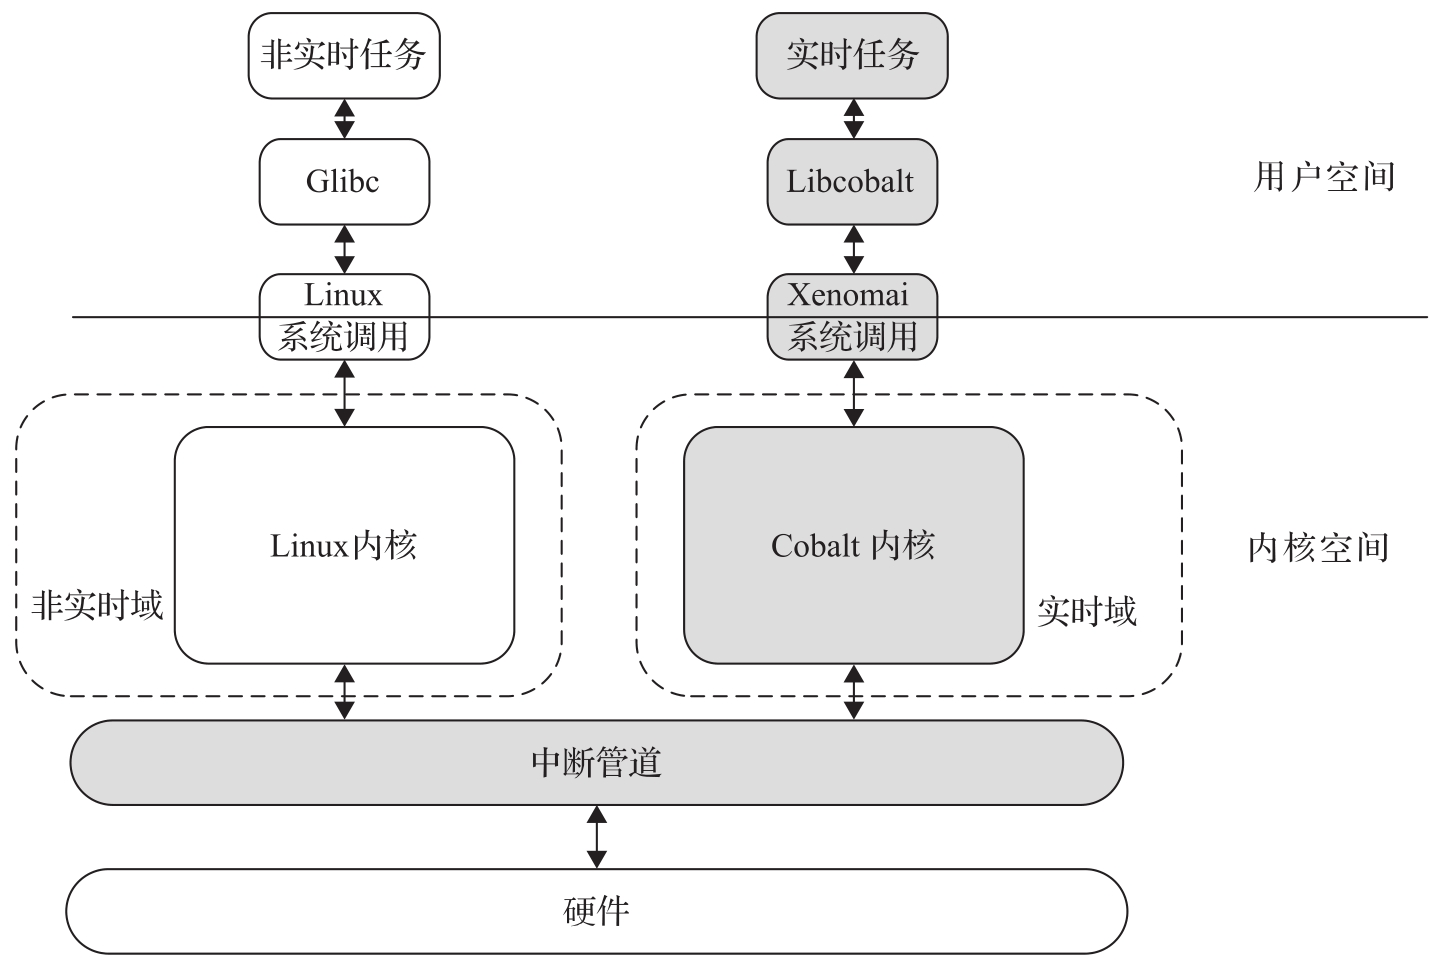 非实时任务
实时任务
Glibc
Libcobalt
用户空间
Linux
系统调用
Xenomai
系统调用
Linux内核
Cobalt 内核
内核空间
非实时域
实时域
中断管道
硬件